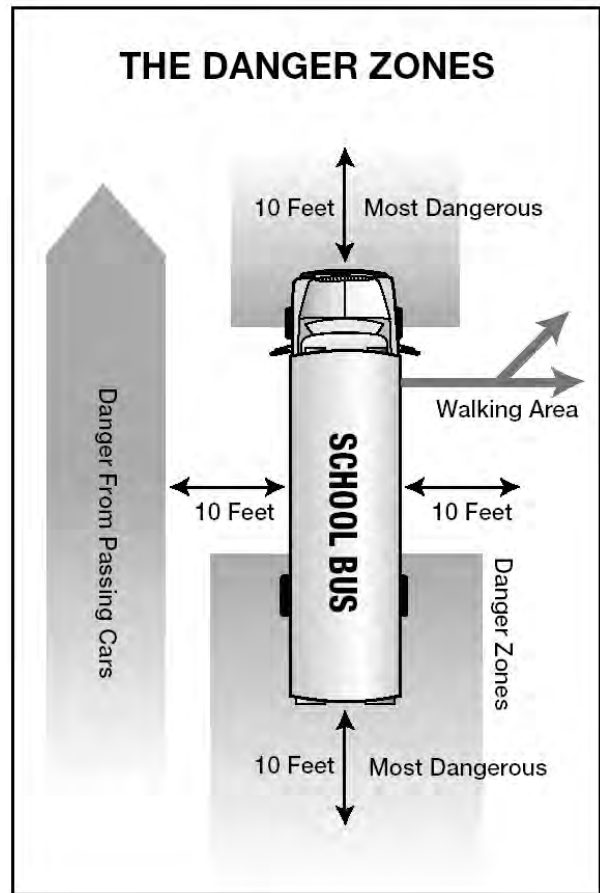 THE DANGER ZONES
10 Feet
Most Dangerous
Walking Area
Danger From Passing Cars
SCHOOL BUS
10 Feet
10 Feet
Danger Zones
10 Feet
Most Dangerous